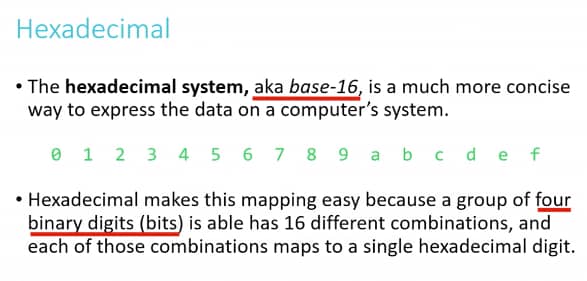 Hexadecimal
• The hexadecimal system, aka base-16, is a much more concise
way to express the data on a computer's system.
0 1 2 3 4 5 6 7 8 9 a b c d e f
• Hexadecimal makes this mapping easy because a group of four
binary digits (bits) is able has 16 different combinations, and
each of those combinations maps to a single hexadecimal digit.